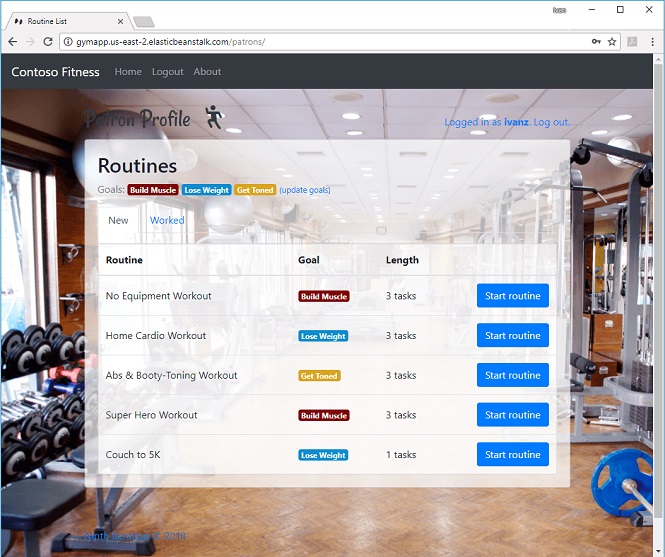 Routine List
ivan
gymapp.us-east-2.elasticbeanstalk.com/patrons/
Contoso Fitness Home Logout About
Patron Profile
Logged in as ivanz. Log out.
Routines
Goals: Build Muscle Lose Weight Get Toned (update goals)
New Worked
Routine Goal Length
No Equipment Workout Build Muscle 3 tasks Start routine
Home Cardio Workout Lose Weight 3 tasks Start routine
Abs & Booty-Toning Workout Get Toned 3 tasks Start routine
Super Hero Workout Build Muscle 3 tasks Start routine
Couch to 5K Lose Weight 1 tasks Start routine